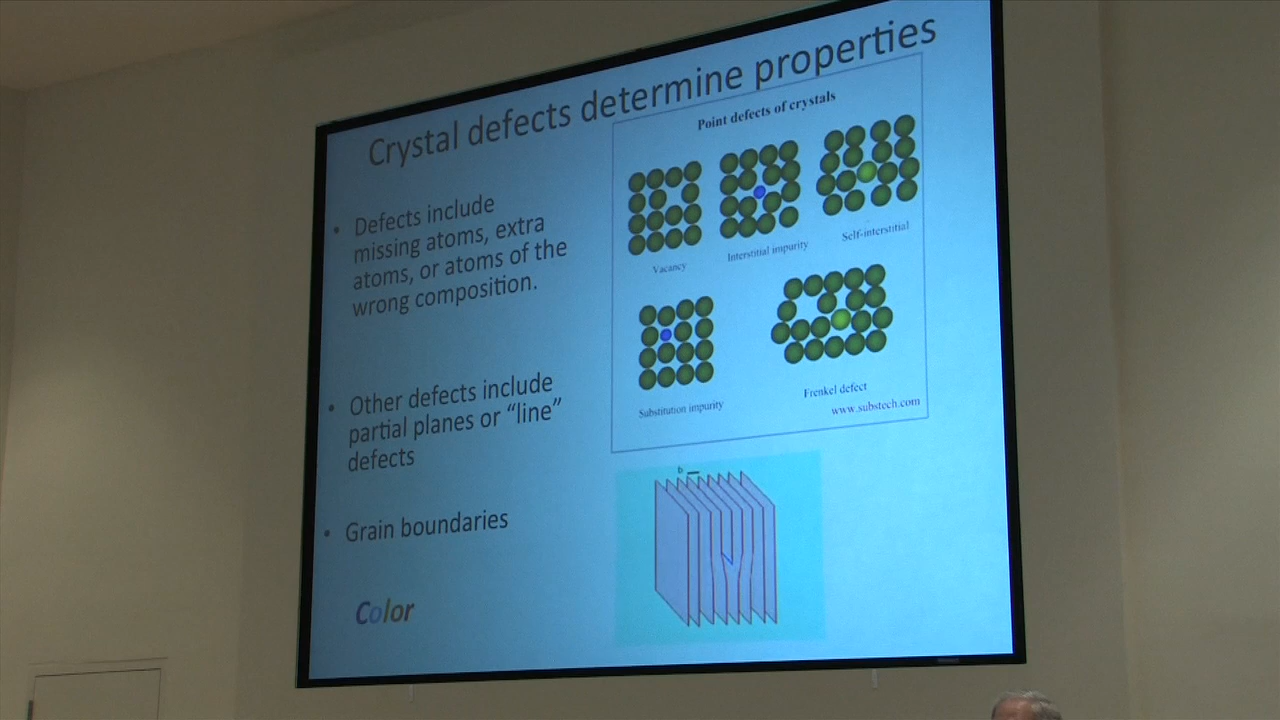 Crystal defects determine properties
• Defects include
missing atoms, extra
atoms, or atoms of the
wrong composition.
• Other defects include
partial planes or “line”
defects
• Grain boundaries
Color
Point defects of crystals
Vacancy
Interstitial impurity
Self-interstitial
Substitution impurity
Frenkel defect
www.substech.com
b